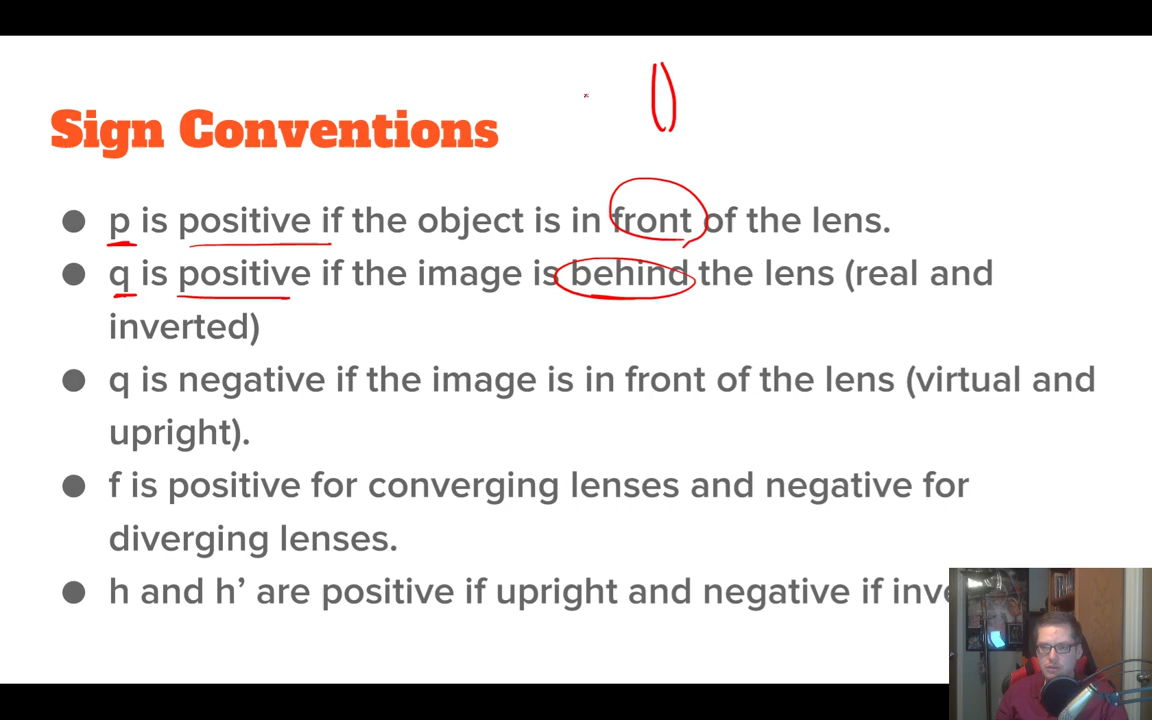 Sign Conventions
● p is positive if the object is in front of the lens.
● q is positive if the image is behind the lens (real and
inverted)
● q is negative if the image is in front of the lens (virtual and
upright).
● f is positive for converging lenses and negative for
diverging lenses.
● h and h’ are positive if upright and negative if